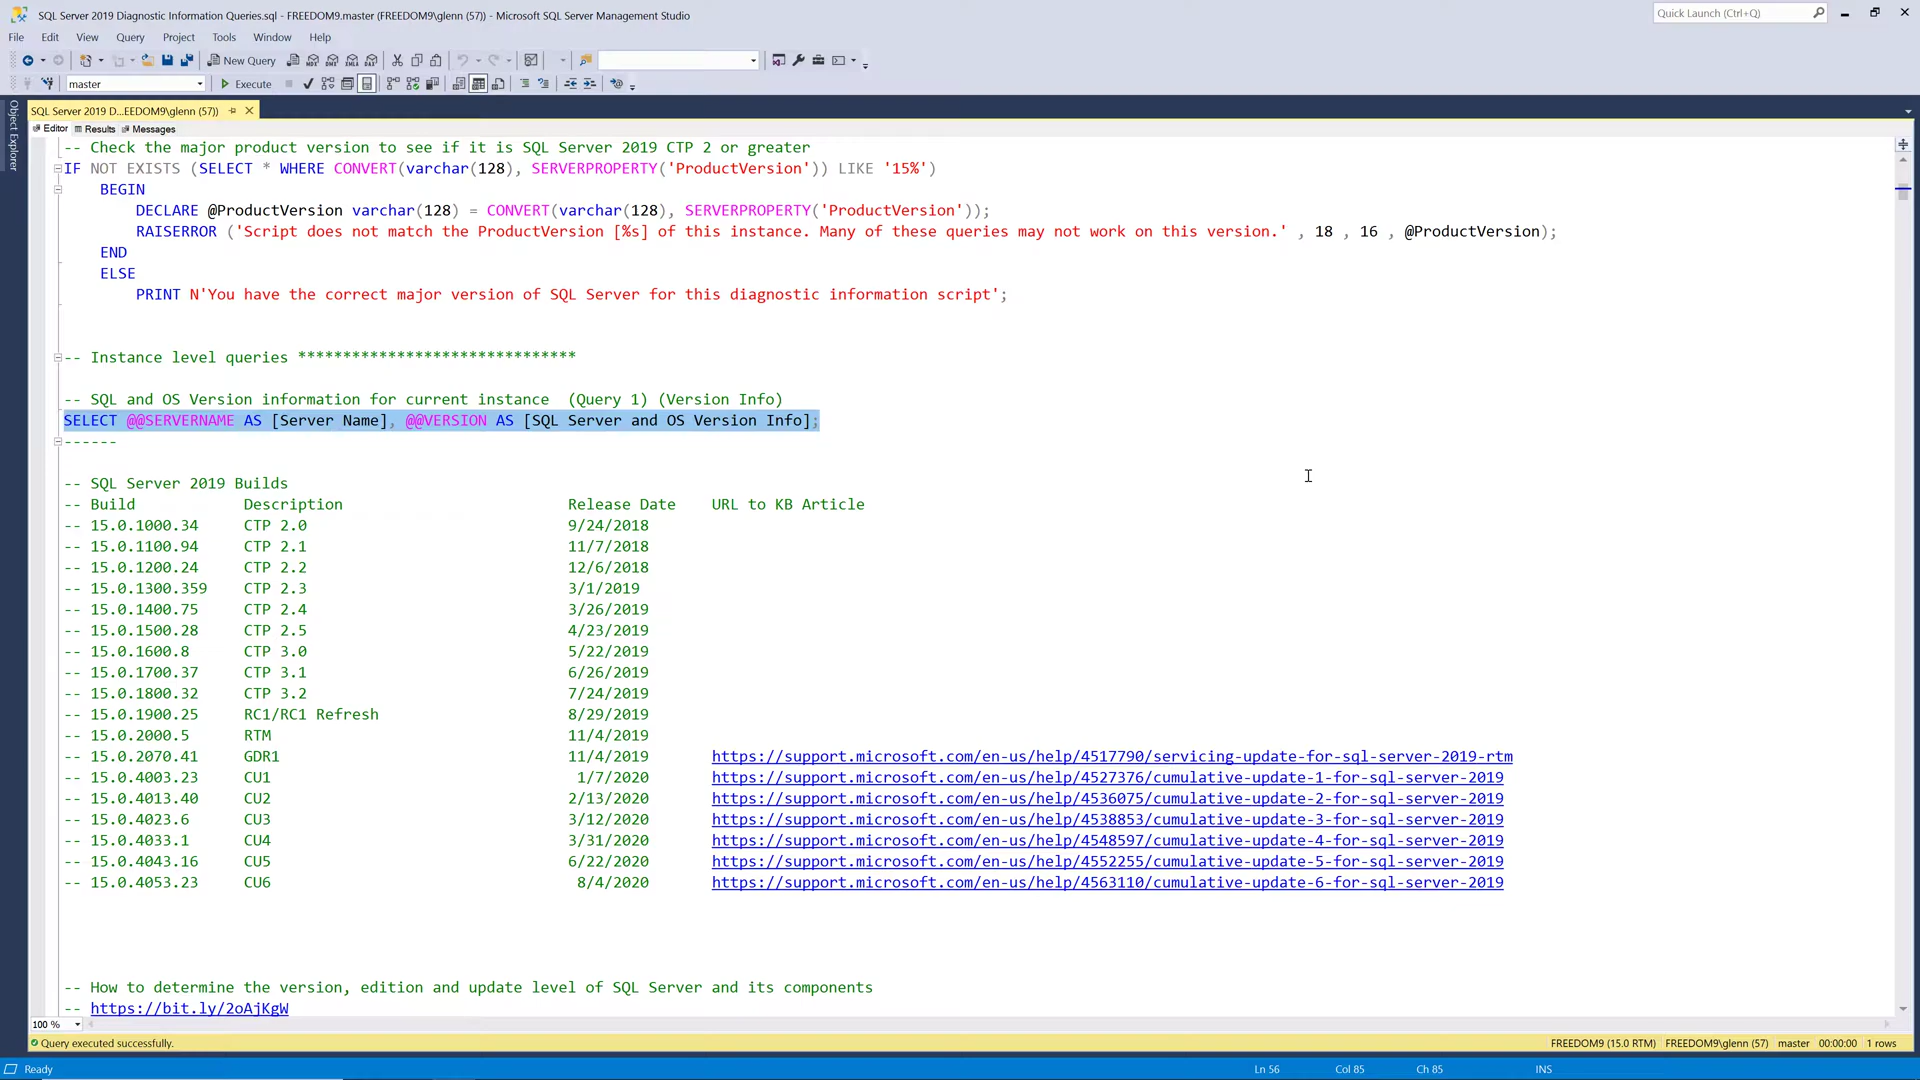 SQL Server 2019 Diagnostic Information Queries.sql - FREEDOM9.master (FREEDOM9\glenn (57)) - Microsoft SQL Server Management Studio
Quick Launch (Ctrl+Q)
File Edit View Query Project Tools Window Help
New Query
master Execute
Object Explorer
SQL Server 2019 D...EEDOM9\glenn (57))
Editor Results Messages
-- Check the major product version to see if it is SQL Server 2019 CTP 2 or greater
IF NOT EXISTS (SELECT * WHERE CONVERT(varchar(128), SERVERPROPERTY('ProductVersion')) LIKE '15%')
BEGIN
DECLARE @ProductVersion varchar(128) = CONVERT(varchar(128), SERVERPROPERTY('ProductVersion'));
RAISERROR ('Script does not match the ProductVersion [%s] of this instance. Many of these queries may not work on this version.' , 18 , 16 , @ProductVersion);
END
ELSE
PRINT N'You have the correct major version of SQL Server for this diagnostic information script';
-- Instance level queries *******************************
-- SQL and OS Version information for current instance  (Query 1) (Version Info)
SELECT @@SERVERNAME AS [Server Name], @@VERSION AS [SQL Server and OS Version Info];
------
-- SQL Server 2019 Builds
-- Build Description Release Date URL to KB Article
-- 15.0.1000.34 CTP 2.0 9/24/2018
-- 15.0.1100.94 CTP 2.1 11/7/2018
-- 15.0.1200.24 CTP 2.2 12/6/2018
-- 15.0.1300.359 CTP 2.3 3/1/2019
-- 15.0.1400.75 CTP 2.4 3/26/2019
-- 15.0.1500.28 CTP 2.5 4/23/2019
-- 15.0.1600.8 CTP 3.0 5/22/2019
-- 15.0.1700.37 CTP 3.1 6/26/2019
-- 15.0.1800.32 CTP 3.2 7/24/2019
-- 15.0.1900.25 RC1/RC1 Refresh 8/29/2019
-- 15.0.2000.5 RTM 11/4/2019
-- 15.0.2070.41 GDR1 11/4/2019 https://support.microsoft.com/en-us/help/4517790/servicing-update-for-sql-server-2019-rtm
-- 15.0.4003.23 CU1 1/7/2020 https://support.microsoft.com/en-us/help/4527376/cumulative-update-1-for-sql-server-2019
-- 15.0.4013.40 CU2 2/13/2020 https://support.microsoft.com/en-us/help/4536075/cumulative-update-2-for-sql-server-2019
-- 15.0.4023.6 CU3 3/12/2020 https://support.microsoft.com/en-us/help/4538853/cumulative-update-3-for-sql-server-2019
-- 15.0.4033.1 CU4 3/31/2020 https://support.microsoft.com/en-us/help/4548597/cumulative-update-4-for-sql-server-2019
-- 15.0.4043.16 CU5 6/22/2020 https://support.microsoft.com/en-us/help/4552255/cumulative-update-5-for-sql-server-2019
-- 15.0.4053.23 CU6 8/4/2020 https://support.microsoft.com/en-us/help/4563110/cumulative-update-6-for-sql-server-2019
-- How to determine the version, edition and update level of SQL Server and its components
-- https://bit.ly/2oAjKgW
100 %
Query executed successfully. FREEDOM9 (15.0 RTM) FREEDOM9\glenn (57) master 00:00:00 1 rows
Ready Ln 56 Col 85 Ch 85 INS